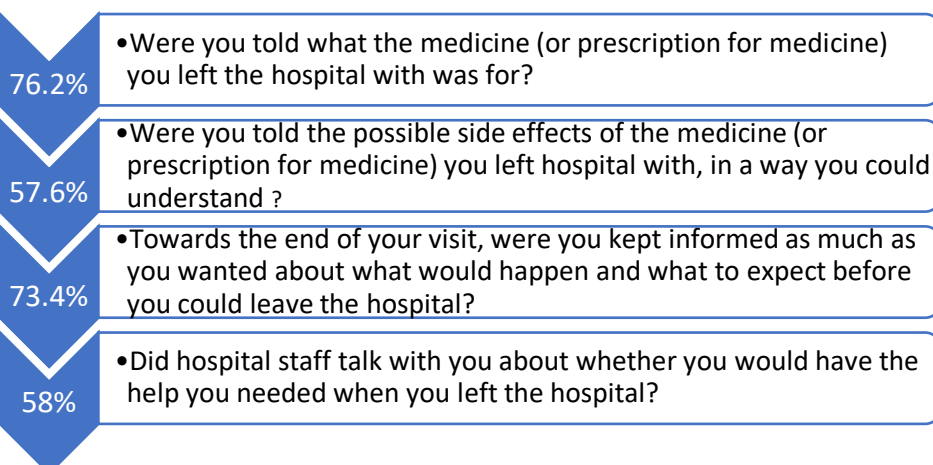 76.2%
•Were you told what the medicine (or prescription for medicine)
you left the hospital with was for?
57.6%
•Were you told the possible side effects of the medicine (or
prescription for medicine) you left hospital with, in a way you could
understand ?
73.4%
•Towards the end of your visit, were you kept informed as much as
you wanted about what would happen and what to expect before
you could leave the hospital?
58%
•Did hospital staff talk with you about whether you would have the
help you needed when you left the hospital?